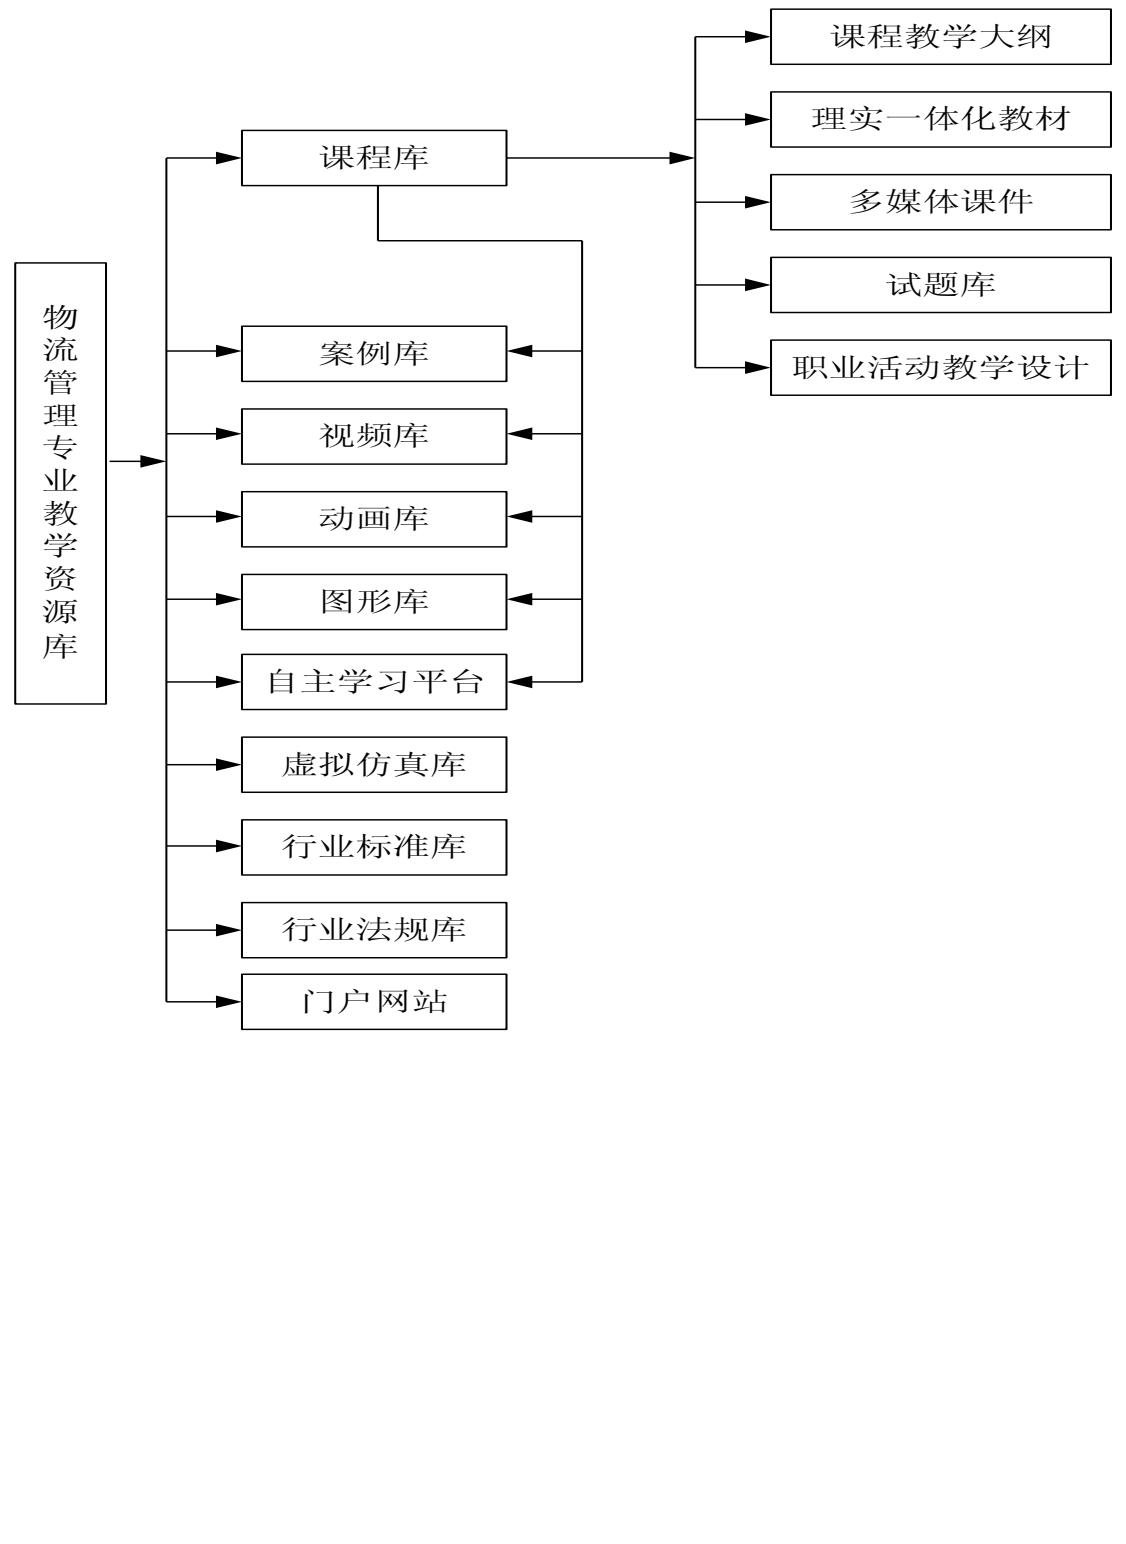 物流管理专业教学资源库
课程库
案例库
视频库
动画库
图形库
自主学习平台
虚拟仿真库
行业标准库
行业法规库
门户网站
课程教学大纲
理实一体化教材
多媒体课件
试题库
职业活动教学设计